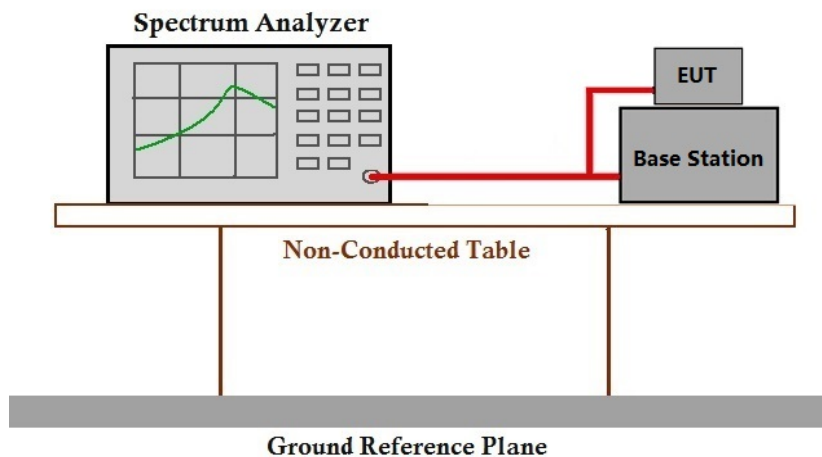 Spectrum Analyzer
EUT
Base Station
Non-Conducted Table
Ground Reference Plane